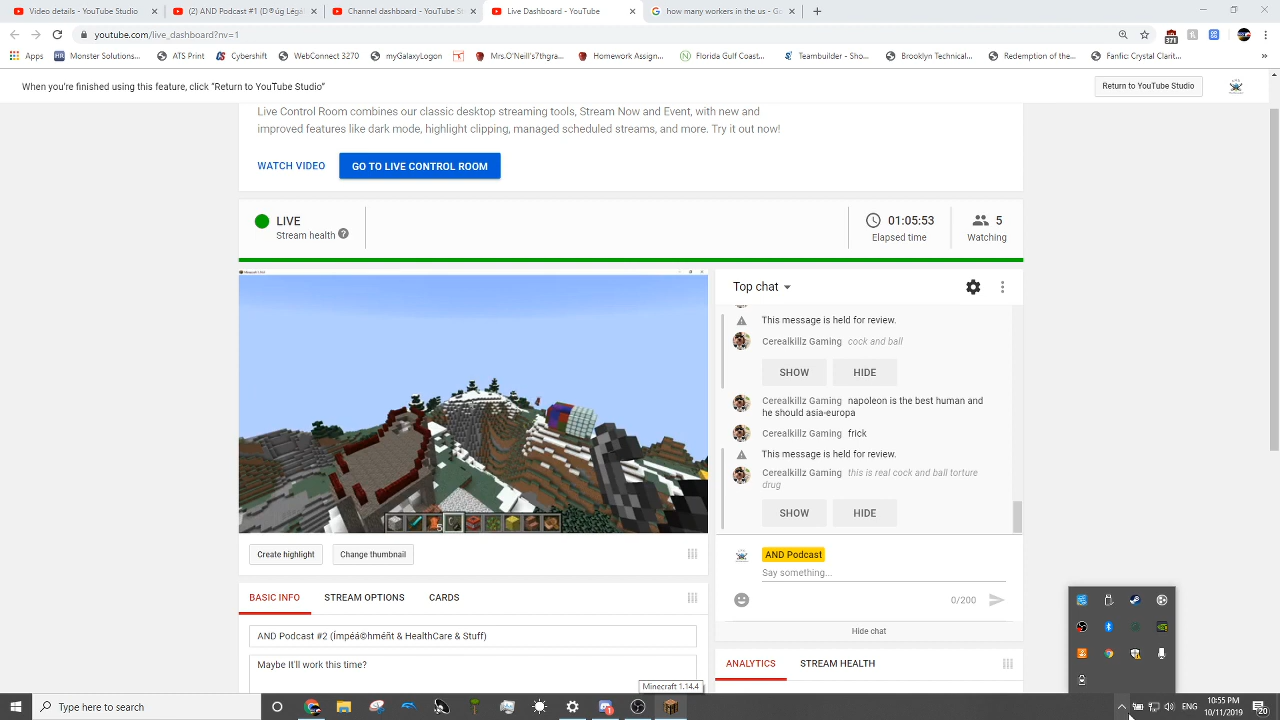 Video details - YouTube Studio
(2) AND Podcast #1 (D®úg Légis
Channel dashboard - YouTube St
Live Dashboard - YouTube
how many workers in the us - Go
youtube.com/live_dashboard?nv=1
371
Apps
HR Monster Solutions...
ATS Print
Cybershift
WebConnect 3270
myGalaxyLogon
Mrs.O'Neill's7thgra...
Homework Assign...
Florida Gulf Coast...
Teambuilder - Sho...
Brooklyn Technical...
Redemption of the...
Fanfic Crystal Clarit...
When you're finished using this feature, click "Return to YouTube Studio"
Return to YouTube Studio
Live Control Room combines our classic desktop streaming tools, Stream Now and Event, with new and
improved features like dark mode, highlight clipping, managed scheduled streams, and more. Try it out now!
WATCH VIDEO
GO TO LIVE CONTROL ROOM
LIVE
Stream health
01:05:53
Elapsed time
5
Watching
5
Create highlight
Change thumbnail
BASIC INFO
STREAM OPTIONS
CARDS
AND Podcast #2 (Ímpéá©hméñt & HealthCare & Stuff)
Maybe It'll work this time?
Minecraft 1.14.4
Top chat
This message is held for review.
Cerealkillz Gaming cock and ball
SHOW HIDE
Cerealkillz Gaming napoleon is the best human and
he should asia-europa
Cerealkillz Gaming frick
This message is held for review.
Cerealkillz Gaming this is real cock and ball torture
drug
SHOW HIDE
AND Podcast
Say something...
0/200
Hide chat
ANALYTICS
STREAM HEALTH
Type here to search
10:55 PM
10/11/2019